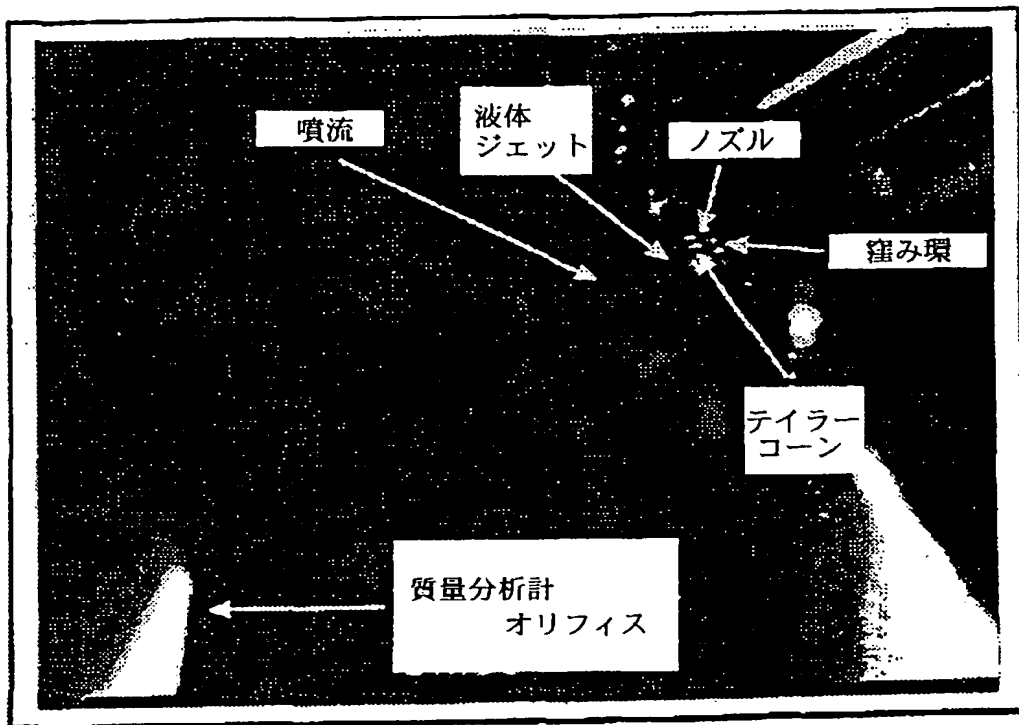 噴流
液体
ジェット
ノズル
窪み環
テイラー
コーン
質量分析計
オリフィス